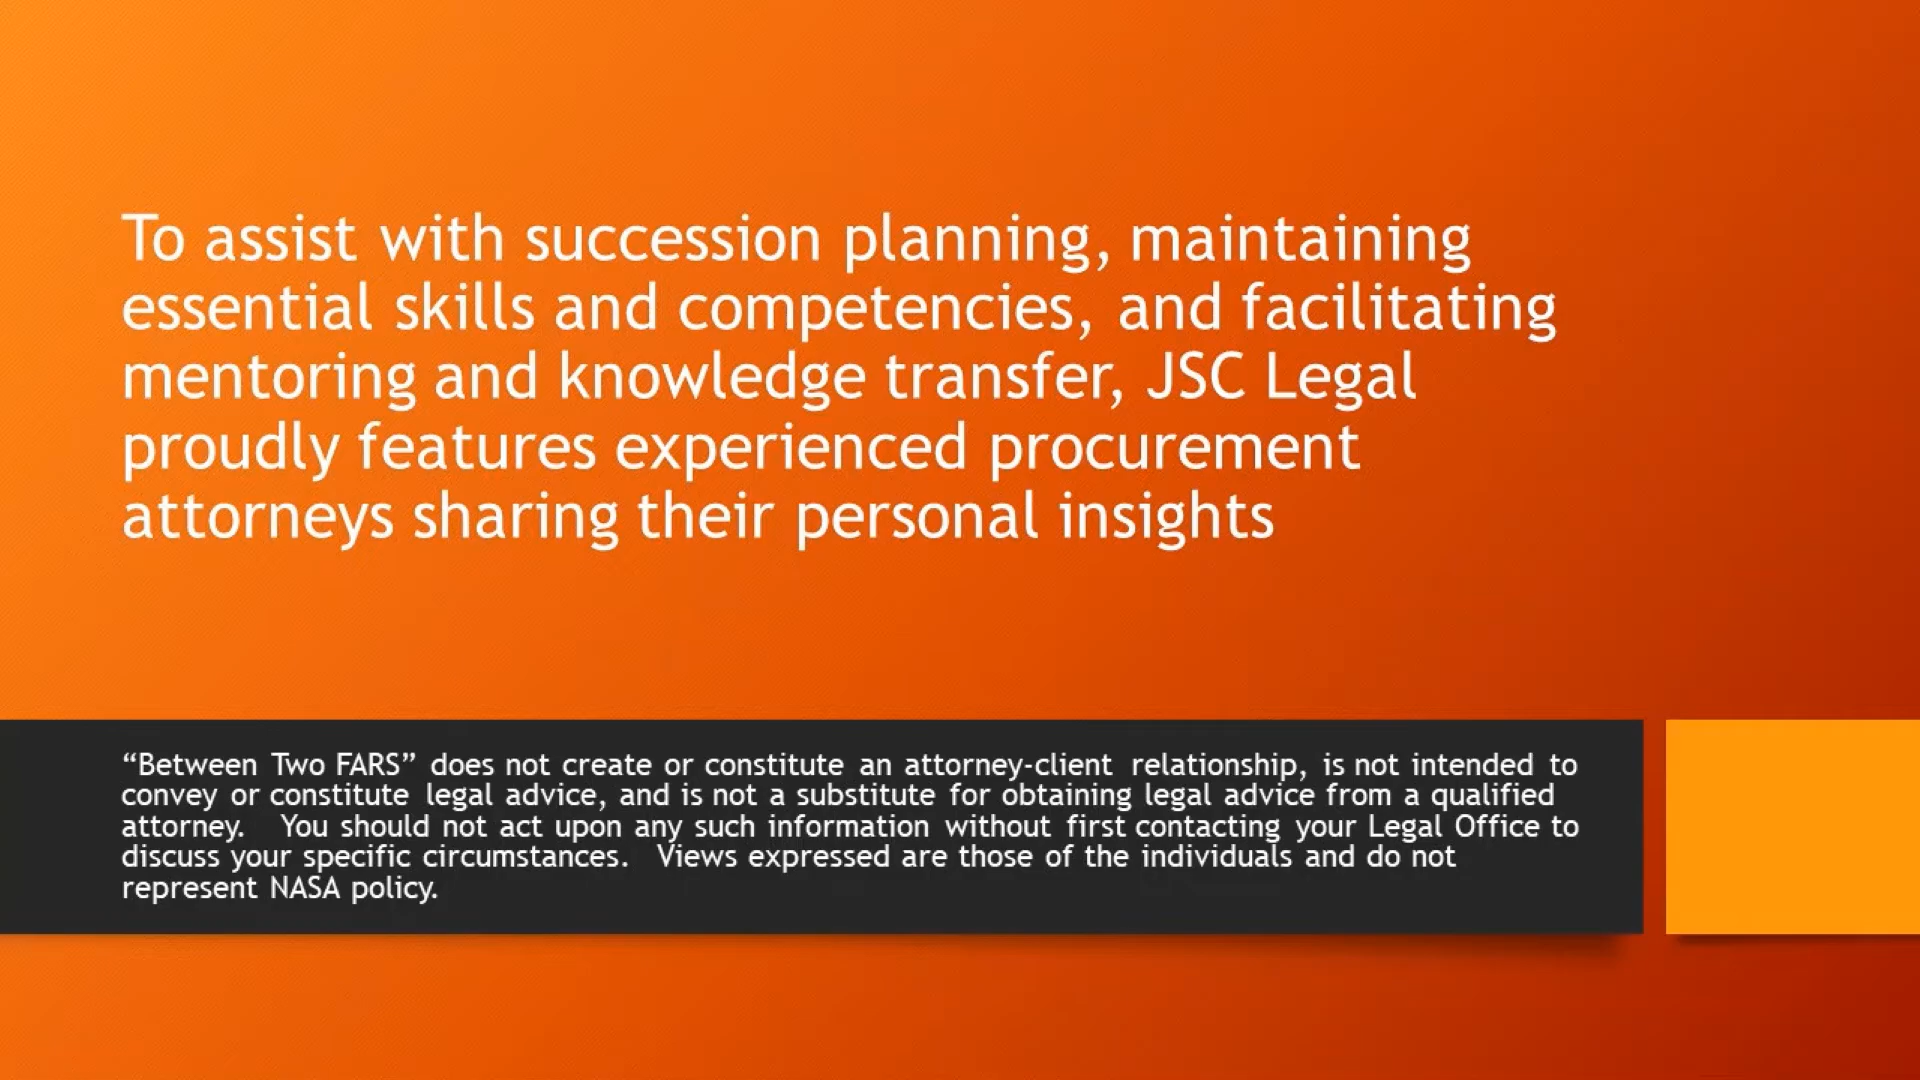 To assist with succession planning, maintaining
essential skills and competencies, and facilitating
mentoring and knowledge transfer, JSC Legal
proudly features experienced procurement
attorneys sharing their personal insights
“Between Two FARS” does not create or constitute an attorney-client relationship, is not intended to
convey or constitute legal advice, and is not a substitute for obtaining legal advice from a qualified
attorney. You should not act upon any such information without first contacting your Legal Office to
discuss your specific circumstances. Views expressed are those of the individuals and do not
represent NASA policy.